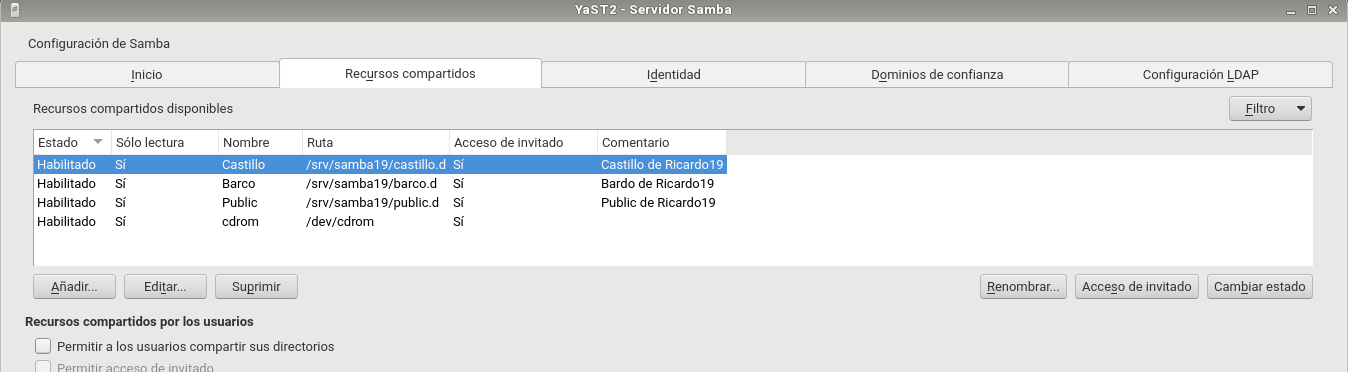 YaST2 - Servidor Samba
Configuración de Samba
Inicio Recursos compartidos Identidad Dominios de confianza Configuración LDAP
Recursos compartidos disponibles Filtro
Estado Sólo lectura Nombre Ruta Acceso de invitado Comentario
Habilitado Sí Castillo /srv/samba19/castillo.d Sí Castillo de Ricardo19
Habilitado Sí Barco /srv/samba19/barco.d Sí Bardo de Ricardo19
Habilitado Sí Public /srv/samba19/public.d Sí Public de Ricardo19
Habilitado Sí cdrom /dev/cdrom Sí
Añadir... Editar... Suprimir Renombrar... Acceso de invitado Cambiar estado
Recursos compartidos por los usuarios
Permitir a los usuarios compartir sus directorios
Permitir acceso de invitado